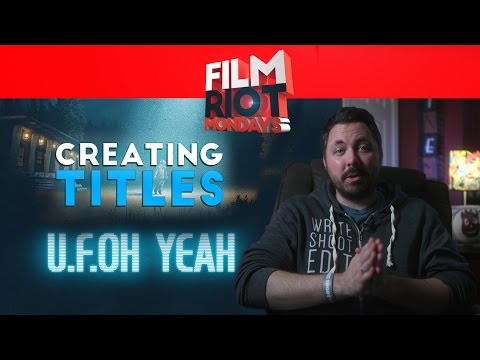 FILM
RIOT
MONDAYS
CREATING
TITLES
U.F.OH YEAH
WRITE
SHOOT
EDIT